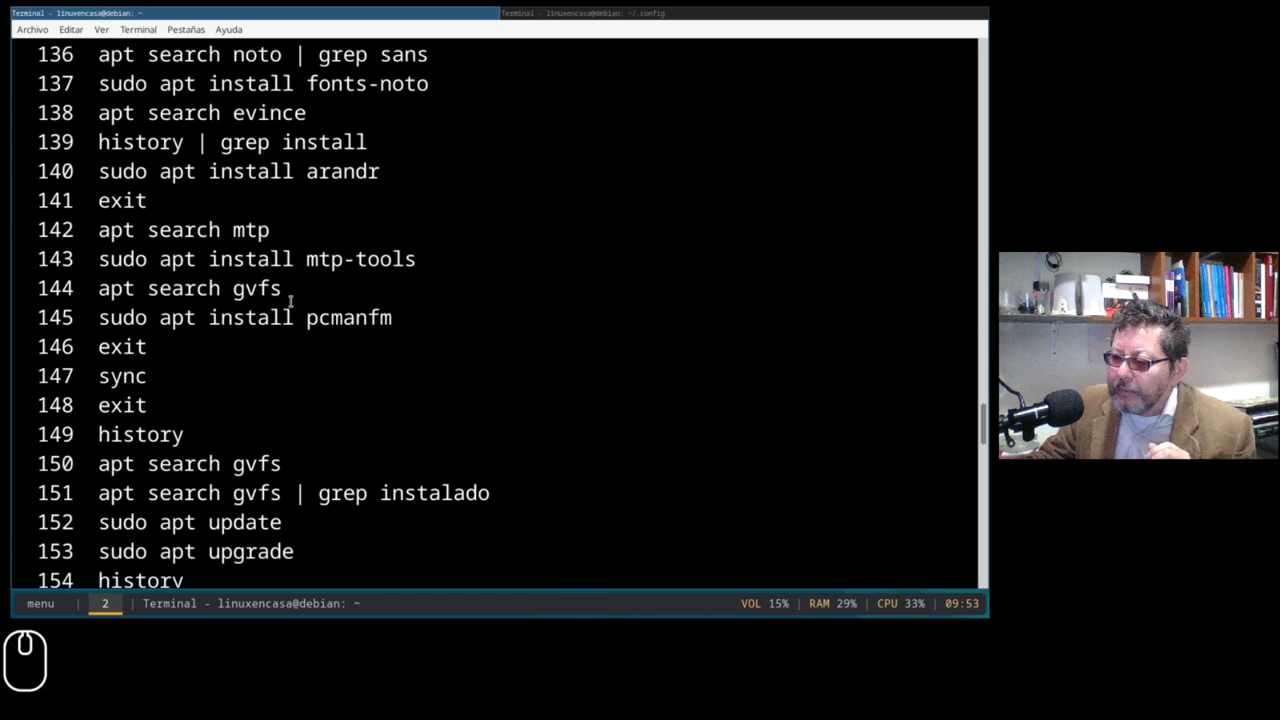 Terminal - linuxencasa@debian: ~
Terminal - linuxencasa@debian: ~/.config
Archivo Editar Ver Terminal Pestañas Ayuda
136 apt search noto | grep sans
137 sudo apt install fonts-noto
138 apt search evince
139 history | grep install
140 sudo apt install arandr
141 exit
142 apt search mtp
143 sudo apt install mtp-tools
144 apt search gvfs
145 sudo apt install pcmanfm
146 exit
147 sync
148 exit
149 history
150 apt search gvfs
151 apt search gvfs | grep instalado
152 sudo apt update
153 sudo apt upgrade
154 history
menu | 2 | Terminal - linuxencasa@debian: ~ VOL 15% | RAM 29% | CPU 33% | 09:53